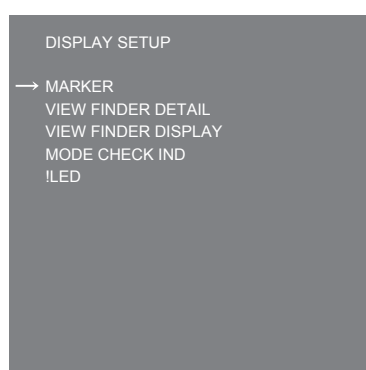 DISPLAY SETUP
→ MARKER
VIEW FINDER DETAIL
VIEW FINDER DISPLAY
MODE CHECK IND
!LED